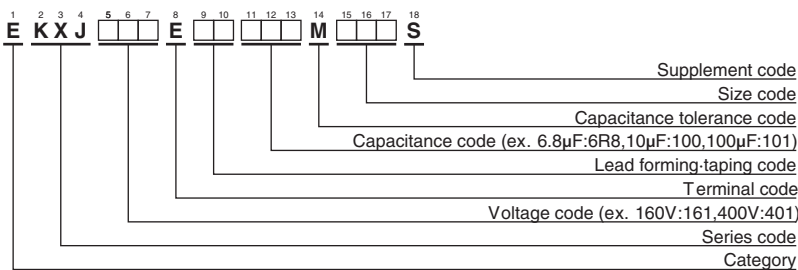 1 2 3 4 5 6 7 8 9 10 11 12 13 14 15 16 17 18
E KXJ □□□ E □□ □□□ M □□□ S
Supplement code
Size code
Capacitance tolerance code
Capacitance code (ex. 6.8µF:6R8,10µF:100,100µF:101)
Lead forming·taping code
Terminal code
Voltage code (ex. 160V:161,400V:401)
Series code
Category